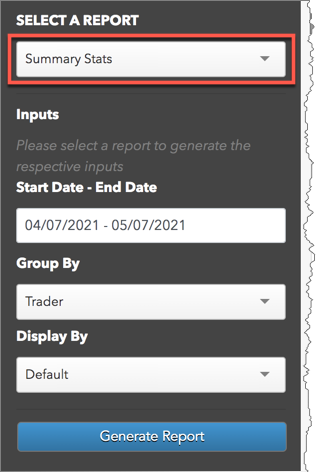 SELECT A REPORT
Summary Stats
Inputs
Please select a report to generate the
respective inputs
Start Date - End Date
04/07/2021 - 05/07/2021
Group By
Trader
Display By
Default
Generate Report